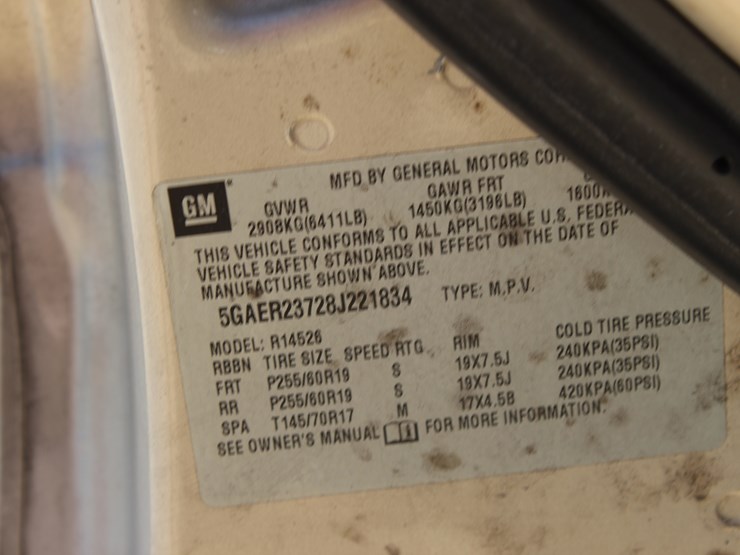 GM
MFD BY GENERAL MOTORS
GVWR GAWR FRT
2908KG(6411LB) 1450KG(3196LB)
THIS VEHICLE CONFORMS TO ALL APPLICABLE U.S.
VEHICLE SAFETY STANDARDS IN EFFECT ON THE DATE OF
MANUFACTURE SHOWN ABOVE.
5GAER23728J221834 TYPE: M.P.V.
MODEL: R14526
RBBN TIRE SIZE SPEED RTG RIM COLD TIRE PRESSURE
FRT P255/60R19 S 19X7.5J 240KPA(35PSI)
RR P255/60R19 S 19X7.5J 240KPA(35PSI)
SPA T145/70R17 M 17X4.5B 420KPA(60PSI)
SEE OWNER'S MANUAL FOR MORE INFORMATION.